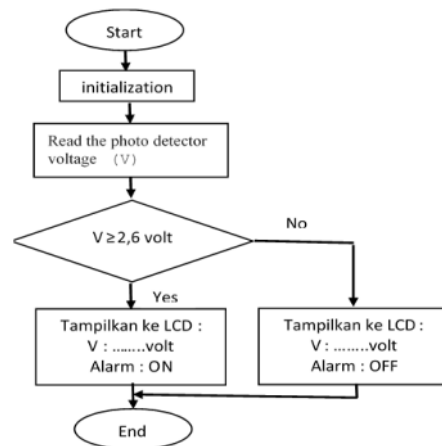 Start
initialization
Read the photo detector
voltage (V)
V ≥ 2,6 volt
No
Yes
Tampilkan ke LCD :
V : ........volt
Alarm : ON
Tampilkan ke LCD :
V : ........volt
Alarm : OFF
End